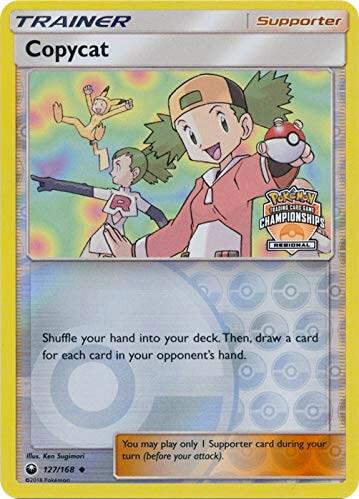 TRAINER
Supporter
Copycat
R
Pokémon
TRADING CARD GAME
CHAMPIONSHIPS
REGIONAL
Shuffle your hand into your deck. Then, draw a card
for each card in your opponent's hand.
Illus. Ken Sugimori
127/168 ◆
©2018 Pokémon
You may play only 1 Supporter card during your
turn (before your attack).